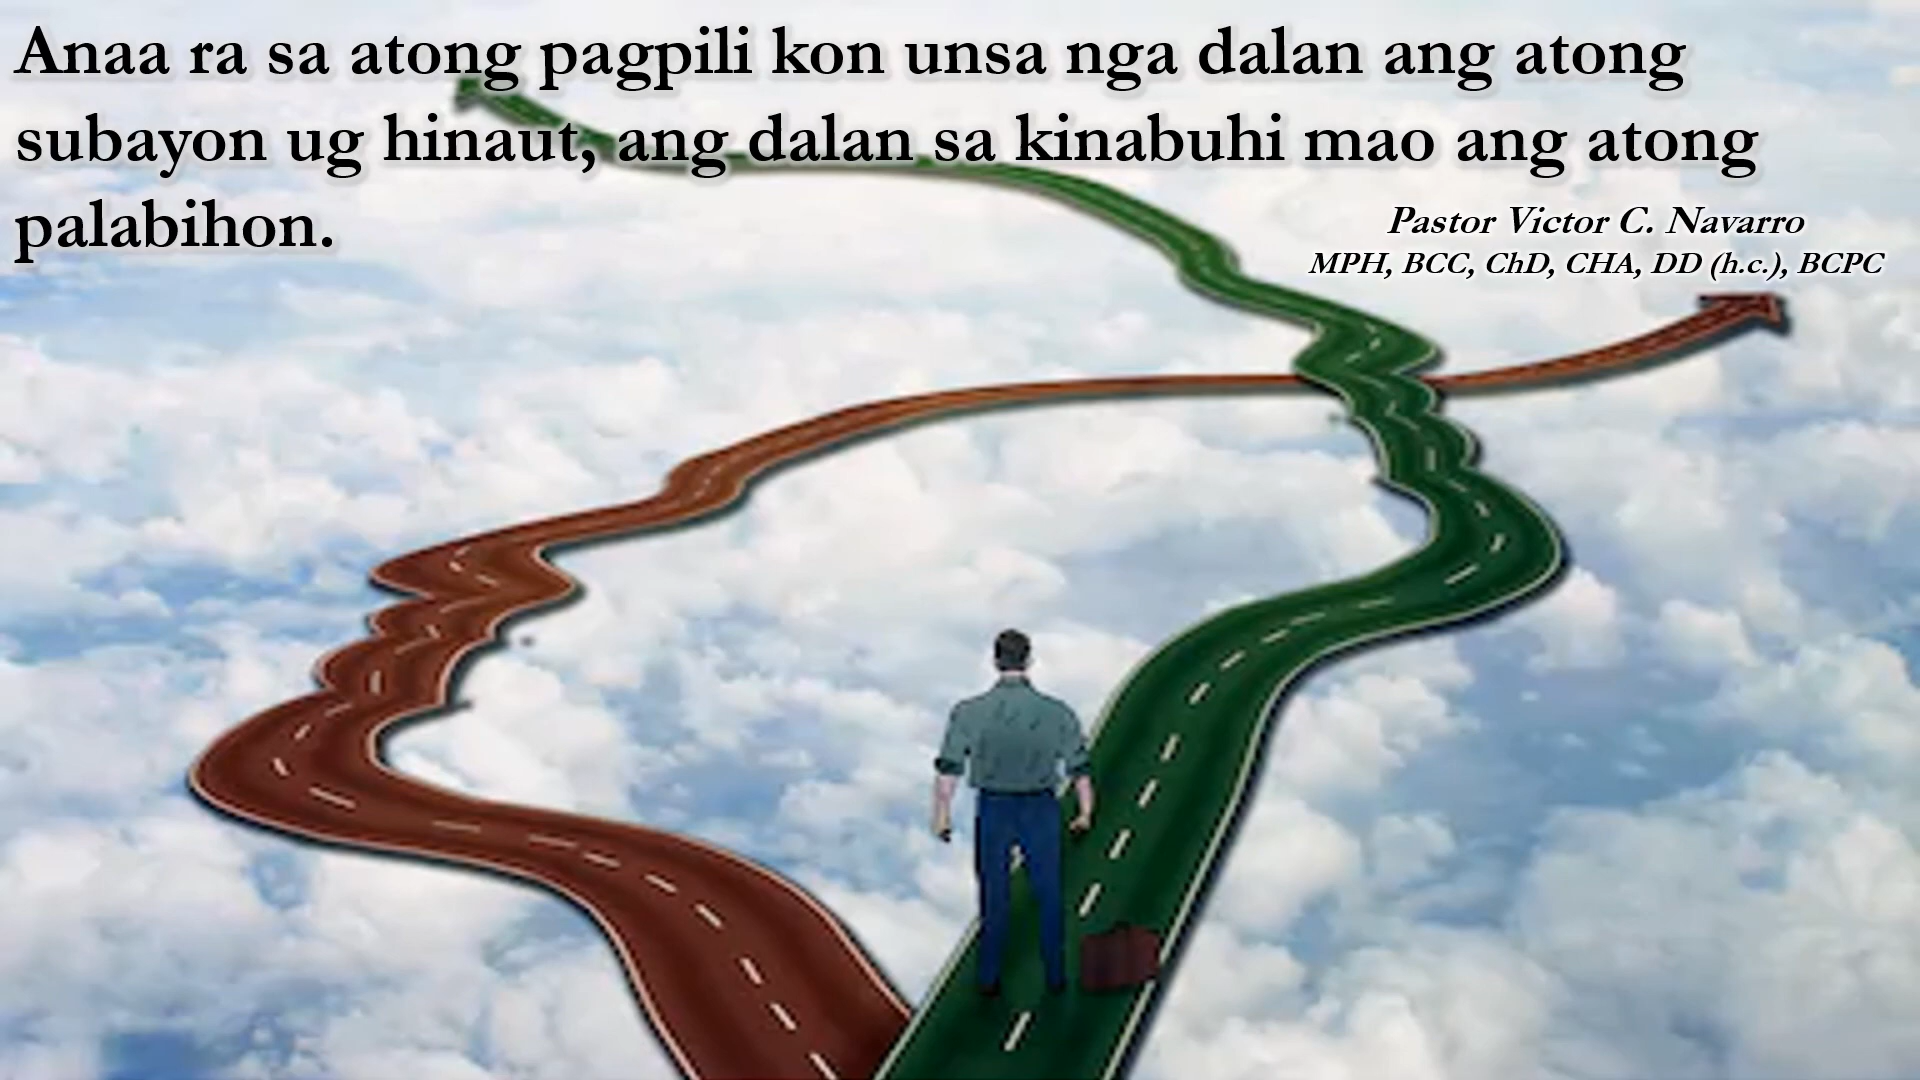 Anaa ra sa atong pagpili kon unsa nga dalan ang atong
subayon ug hinaut, ang dalan sa kinabuhi mao ang atong
palabihon.
Pastor Victor C. Navarro
MPH, BCC, ChD, CHA, DD (h.c.), BCPC